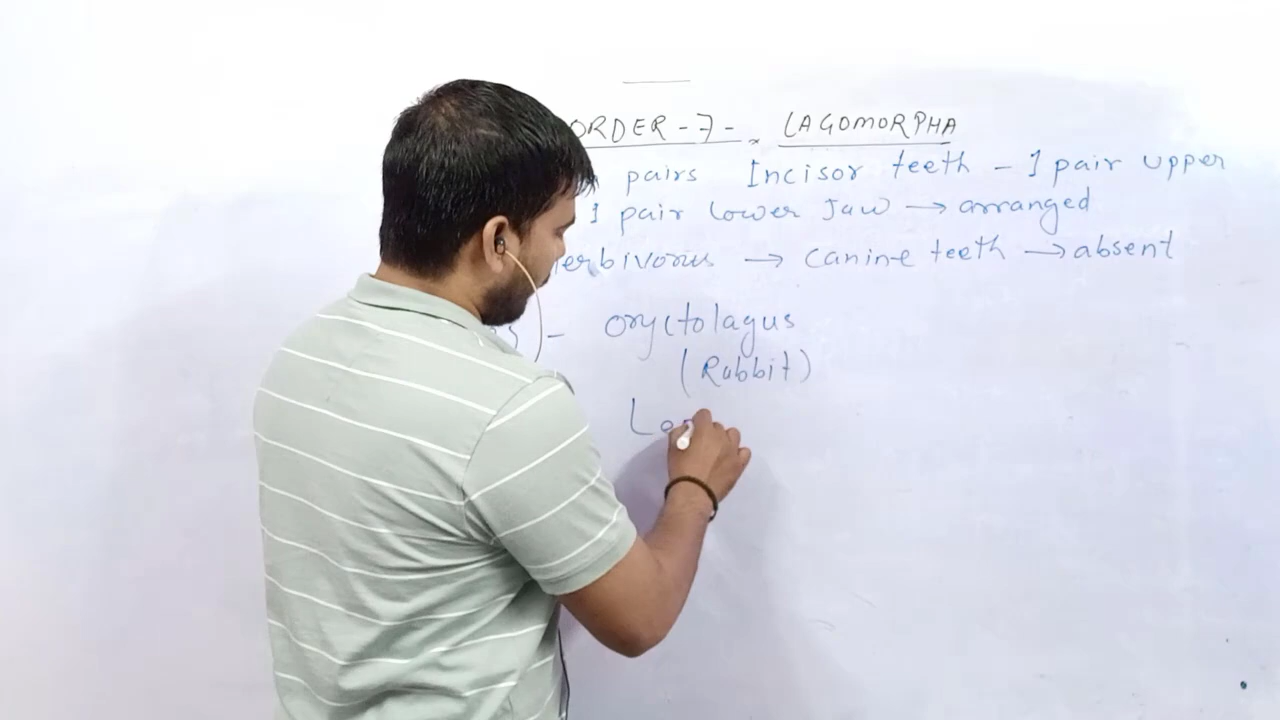 ORDER - 7 - LAGOMORPHA
pairs Incisor teeth - 1 pair upper
1 pair lower Jaw → arranged
erbivorus → canine teeth → absent
- oryctolagus
(Rabbit)